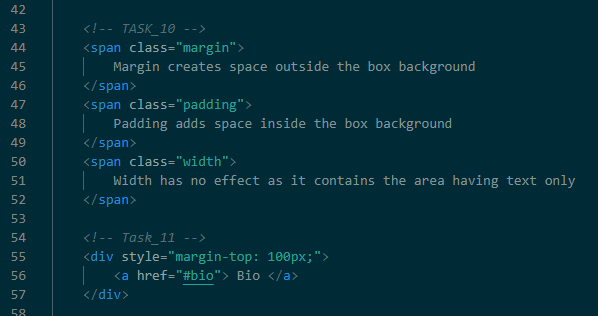 42
43 <!-- TASK_10 -->
44 <span class="margin">
45 Margin creates space outside the box background
46 </span>
47 <span class="padding">
48 Padding adds space inside the box background
49 </span>
50 <span class="width">
51 Width has no effect as it contains the area having text only
52 </span>
53
54 <!-- Task_11 -->
55 <div style="margin-top: 100px;">
56 <a href="#bio"> Bio </a>
57 </div>
58